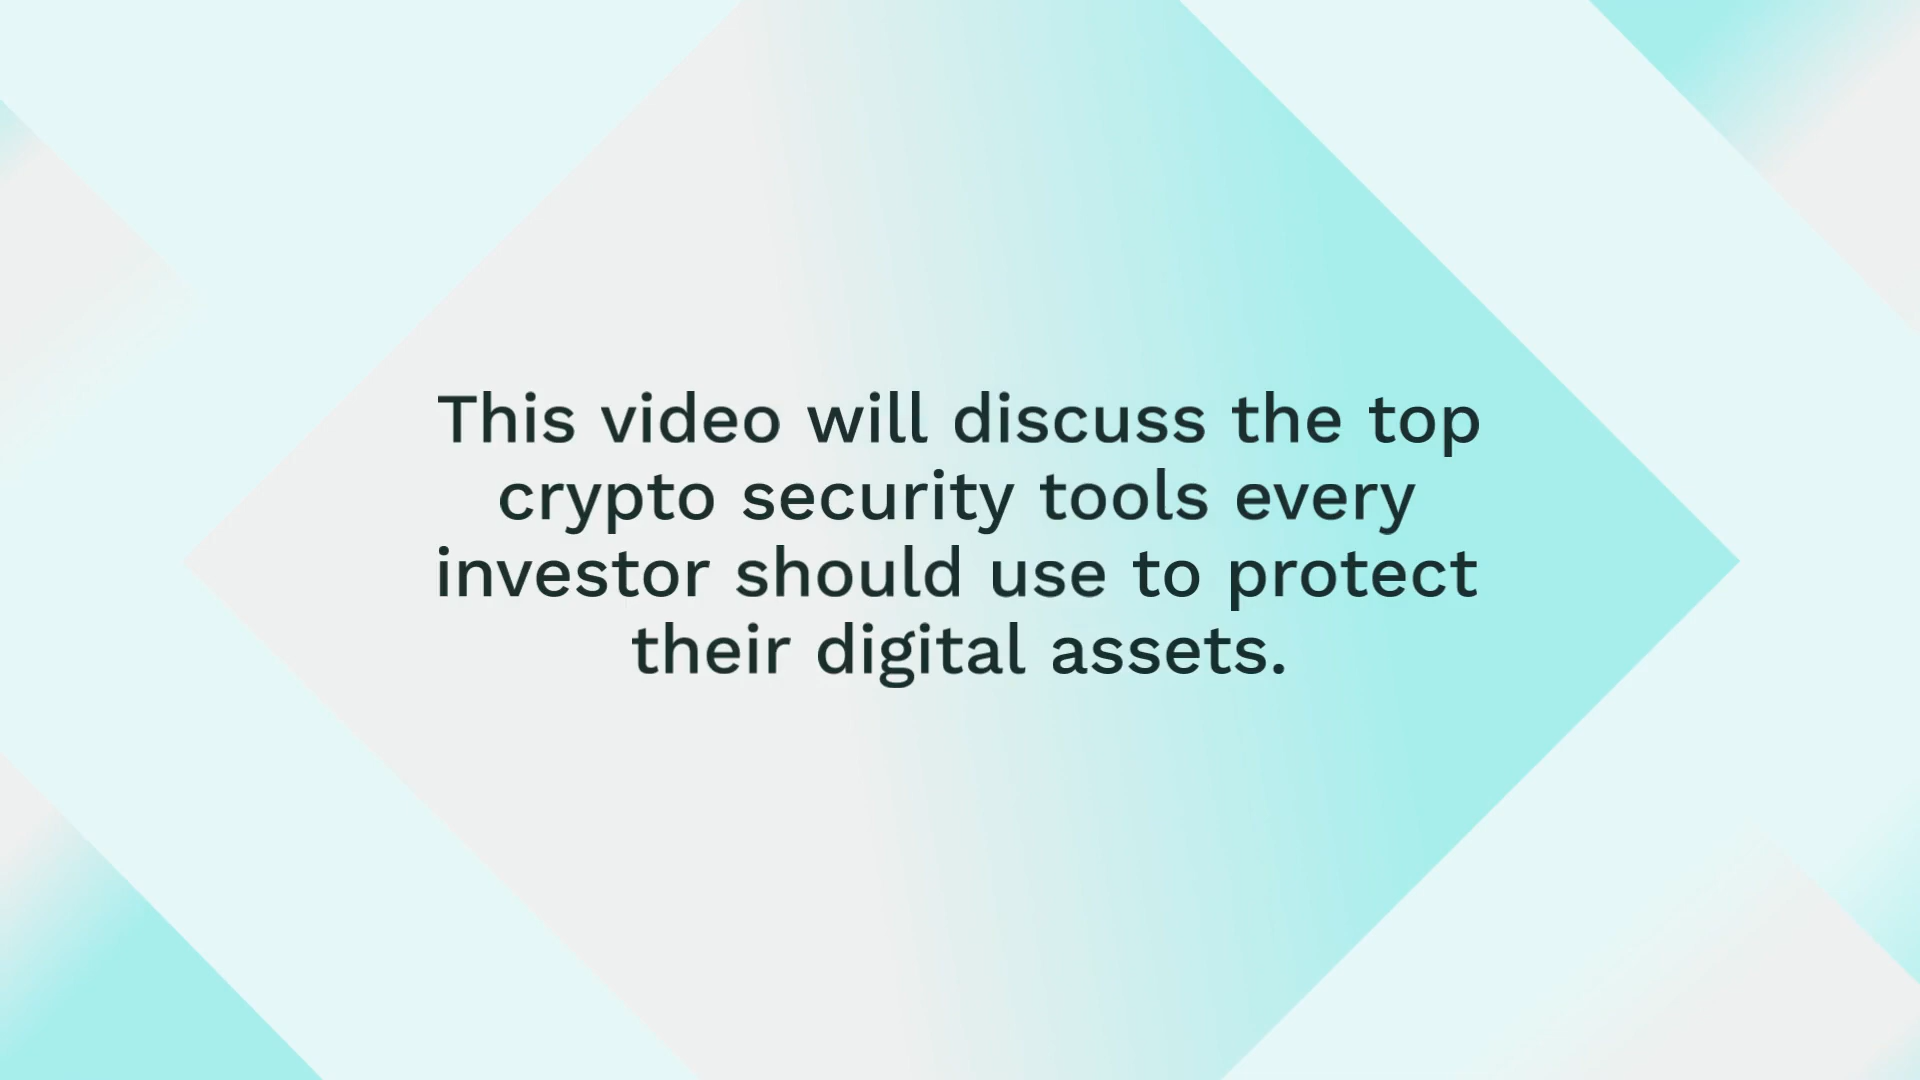 This video will discuss the top
crypto security tools every
investor should use to protect
their digital assets.